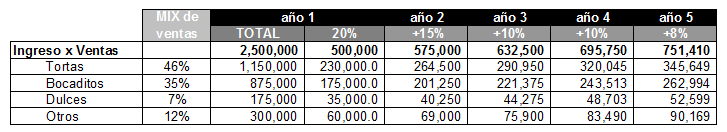 MIX de año 1 año 2 año 3 año 4 año 5
ventas TOTAL 20% +15% +10% +10% +8%
Ingreso x Ventas 2,500,000 500,000 575,000 632,500 695,750 751,410
Tortas 46% 1,150,000 230,000.0 264,500 290,950 320,045 345,649
Bocaditos 35% 875,000 175,000.0 201,250 221,375 243,513 262,994
Dulces 7% 175,000 35,000.0 40,250 44,275 48,703 52,599
Otros 12% 300,000 60,000.0 69,000 75,900 83,490 90,169